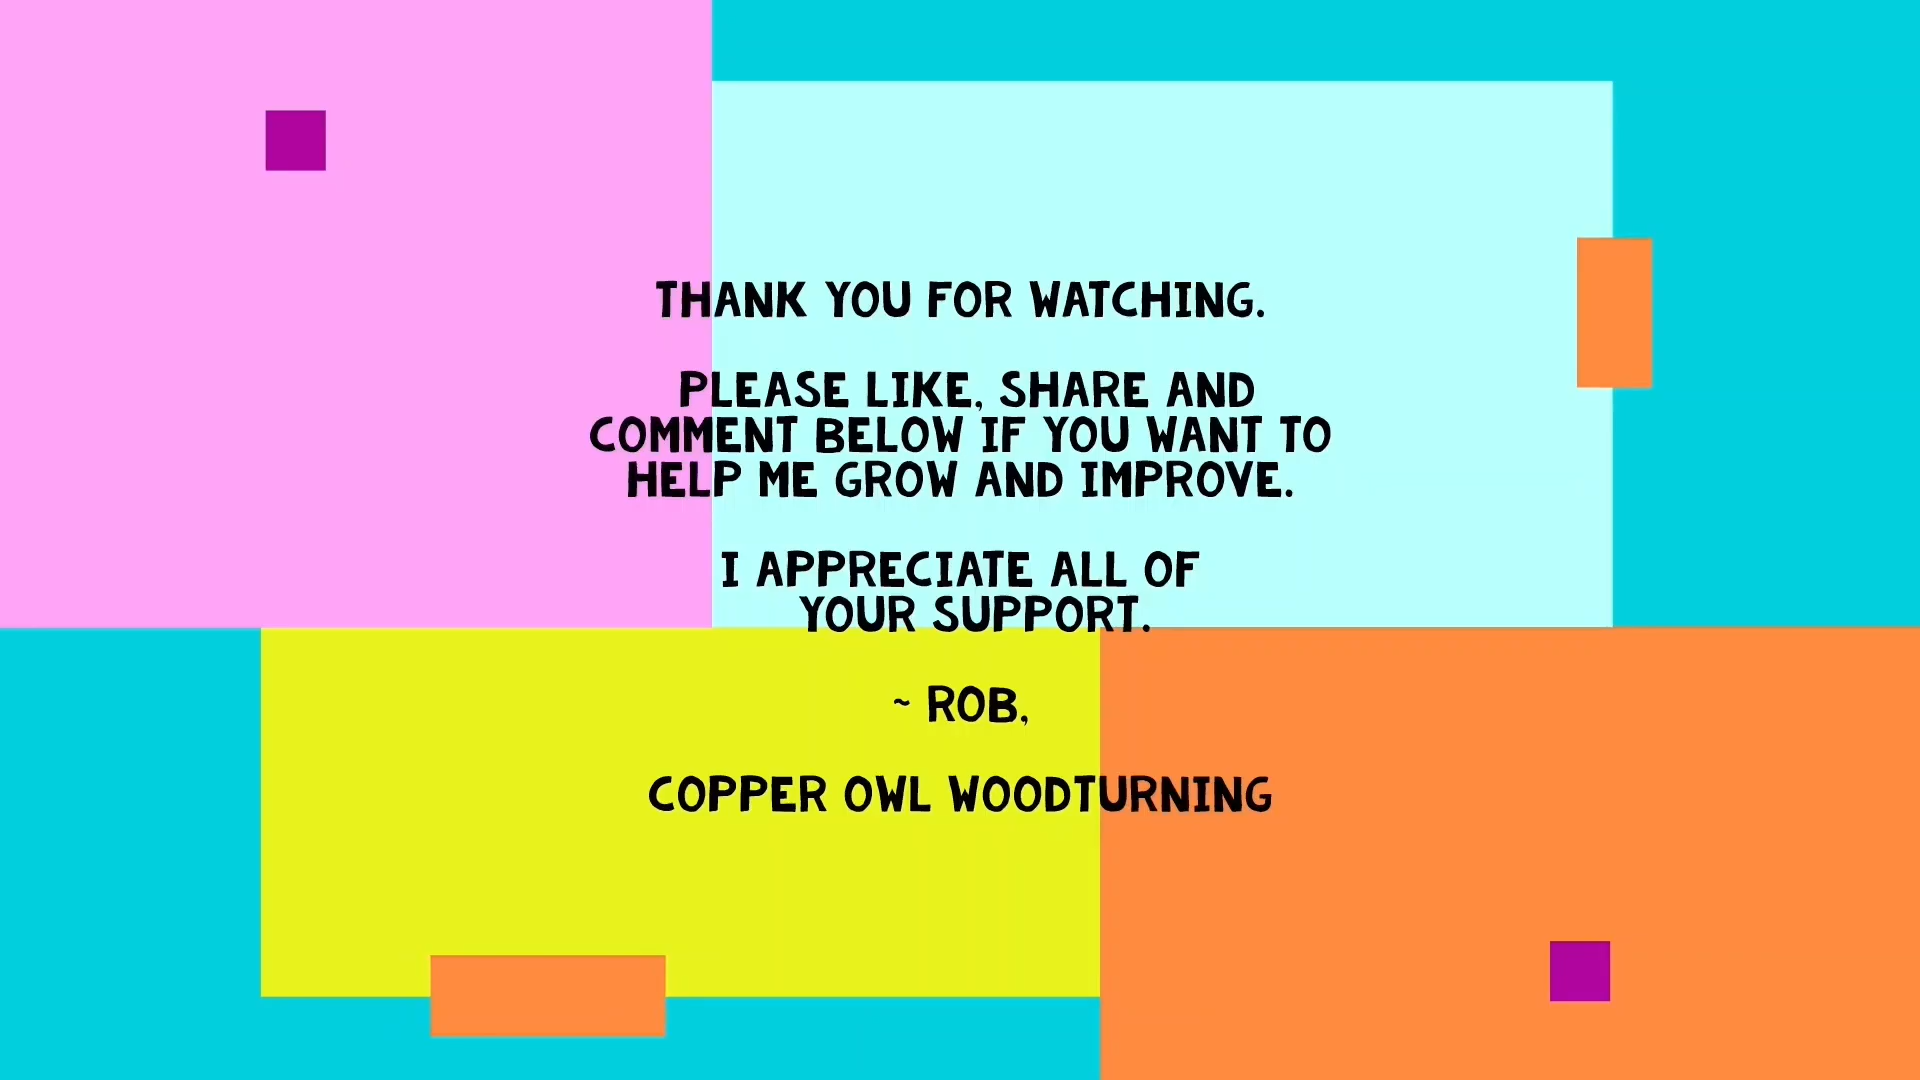 THANK YOU FOR WATCHING.
PLEASE LIKE, SHARE AND
COMMENT BELOW IF YOU WANT TO
HELP ME GROW AND IMPROVE.
I APPRECIATE ALL OF
YOUR SUPPORT.
~ ROB,
COPPER OWL WOODTURNING